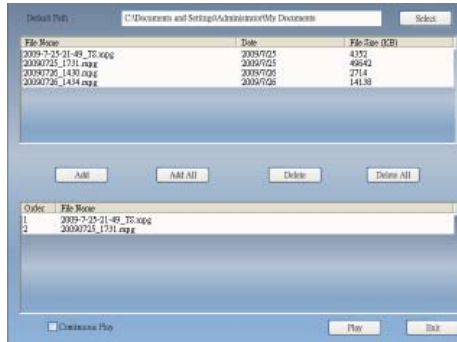 Default Path C:\Documents and Settings\Administrator\My Documents Select
File Name Date File Size (KB)
2009-7-25-21-49_TS.mpg 2009/7/25 4352
20090725_1731.mpg 2009/7/25 49642
20090726_1430.mpg 2009/7/26 2714
20090726_1434.mpg 2009/7/26 14138
Add Add All Delete Delete All
Order File Name
1 2009-7-25-21-49_TS.mpg
2 20090725_1731.mpg
Continuous Play Play Exit